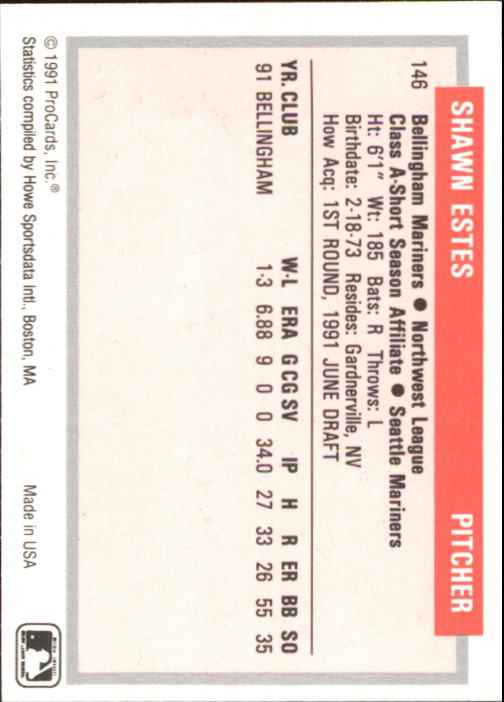 SHAWN ESTES PITCHER
146 Bellingham Mariners ● Northwest League
Class A-Short Season Affiliate ● Seattle Mariners
Ht: 6'1" Wt: 185 Bats: R Throws: L
Birthdate: 2-18-73 Resides: Gardnerville, NV
How Acq: 1ST ROUND, 1991 JUNE DRAFT
YR. CLUB W-L ERA G CG SV IP H R ER BB SO
91 BELLINGHAM 1-3 6.88 9 0 0 34.0 27 33 26 55 35
© 1991 ProCards, Inc.® Made in USA
Statistics compiled by Howe Sportsdata Intl., Boston, MA